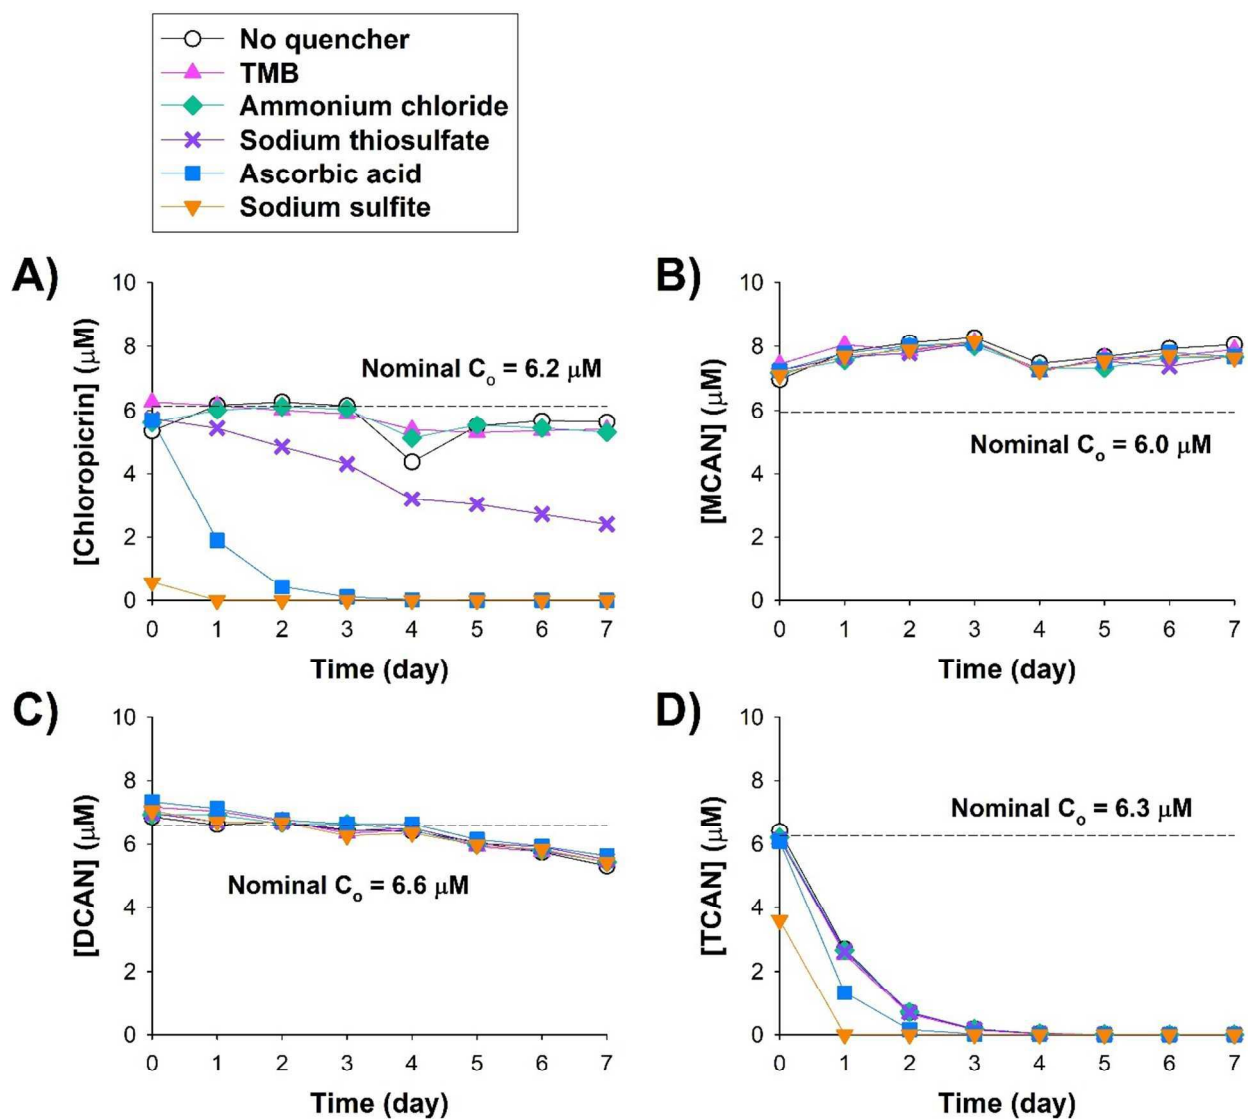 No quencher
TMB
Ammonium chloride
Sodium thiosulfate
Ascorbic acid
Sodium sulfite
A)
[Chloropicrin] (μM)
10
8
6
4
2
0
Nominal Co = 6.2 μM
0 1 2 3 4 5 6 7
Time (day)
B)
[MCAN] (μM)
10
8
6
4
2
0
Nominal Co = 6.0 μM
0 1 2 3 4 5 6 7
Time (day)
C)
[DCAN] (μM)
10
8
6
4
2
0
Nominal Co = 6.6 μM
0 1 2 3 4 5 6 7
Time (day)
D)
[TCAN] (μM)
10
8
6
4
2
0
Nominal Co = 6.3 μM
0 1 2 3 4 5 6 7
Time (day)